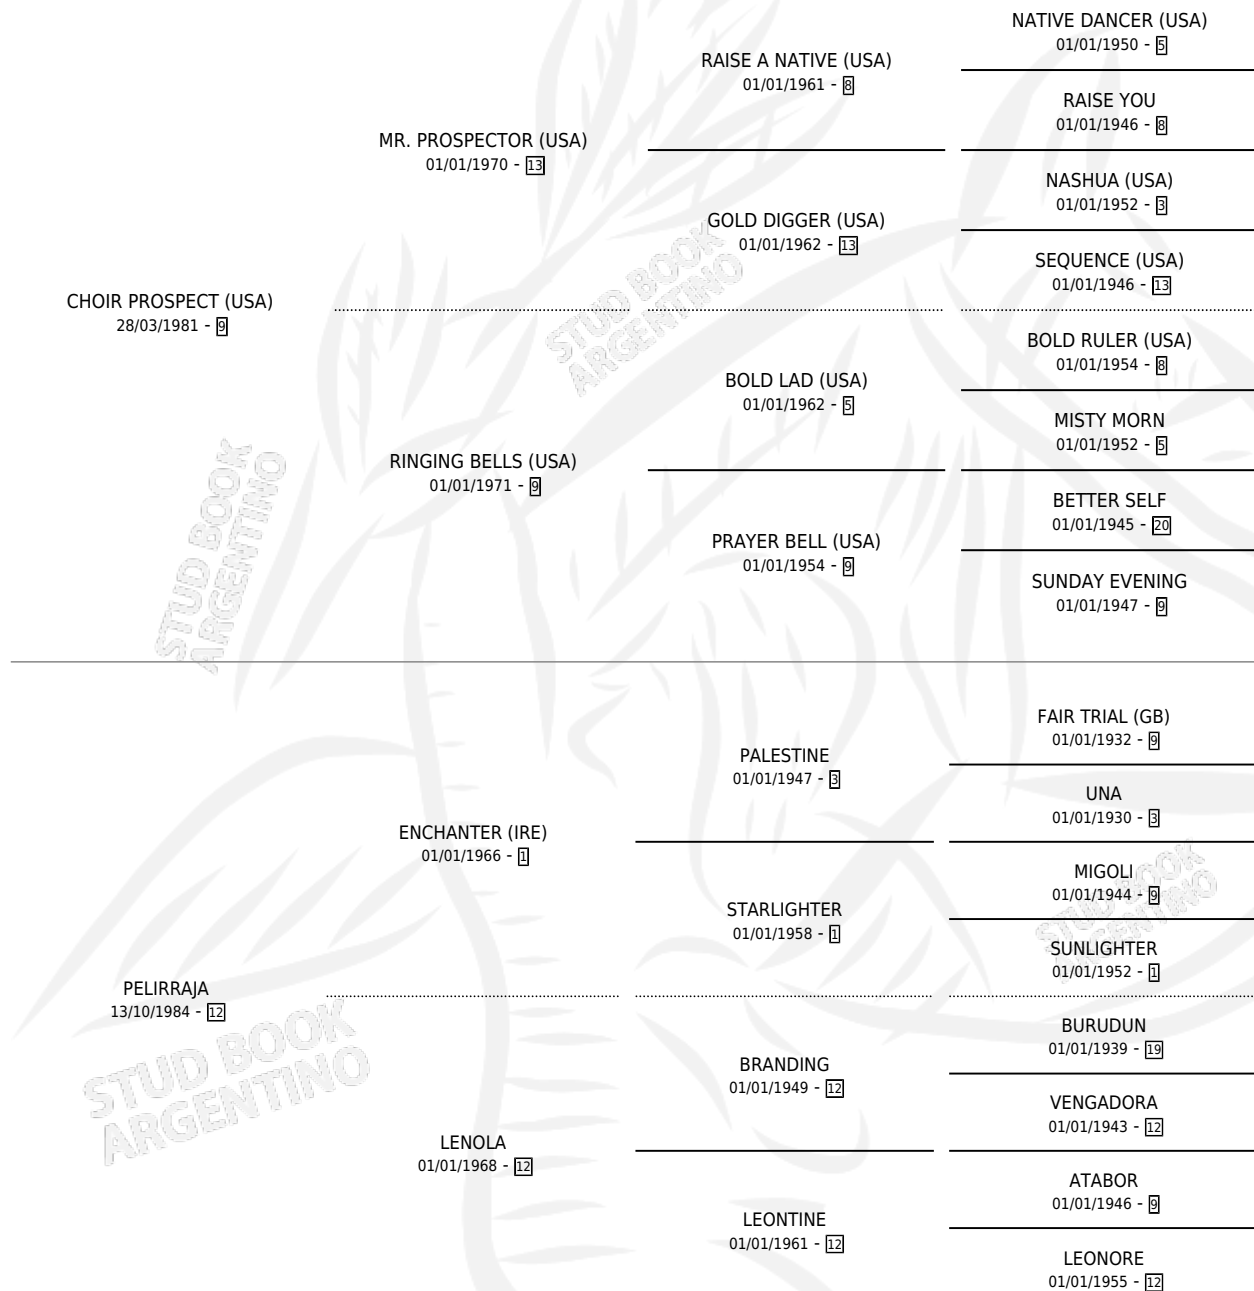 NATIVE DANCER (USA)
01/01/1950 - 5
RAISE A NATIVE (USA)
01/01/1961 - 8
RAISE YOU
01/01/1946 - 8
MR. PROSPECTOR (USA)
01/01/1970 - 13
NASHUA (USA)
01/01/1952 - 3
GOLD DIGGER (USA)
01/01/1962 - 13
SEQUENCE (USA)
01/01/1946 - 13
CHOIR PROSPECT (USA)
28/03/1981 - 9
BOLD RULER (USA)
01/01/1954 - 8
BOLD LAD (USA)
01/01/1962 - 5
MISTY MORN
01/01/1952 - 5
RINGING BELLS (USA)
01/01/1971 - 9
BETTER SELF
01/01/1945 - 20
PRAYER BELL (USA)
01/01/1954 - 9
SUNDAY EVENING
01/01/1947 - 9
FAIR TRIAL (GB)
01/01/1932 - 9
PALESTINE
01/01/1947 - 3
UNA
01/01/1930 - 3
ENCHANTER (IRE)
01/01/1966 - 1
MIGOLI
01/01/1944 - 9
STARLIGHTER
01/01/1958 - 1
SUNLIGHTER
01/01/1952 - 1
PELIRRAJA
13/10/1984 - 12
BURUDUN
01/01/1939 - 19
BRANDING
01/01/1949 - 12
VENGADORA
01/01/1943 - 12
LENOLA
01/01/1968 - 12
ATABOR
01/01/1946 - 9
LEONTINE
01/01/1961 - 12
LEONORE
01/01/1955 - 12
STUD BOOK
ARGENTINO
STUD BOOK
ARGENTINO
STUD BOOK
ARGENTINO
STUD BOOK
ARGENTINO